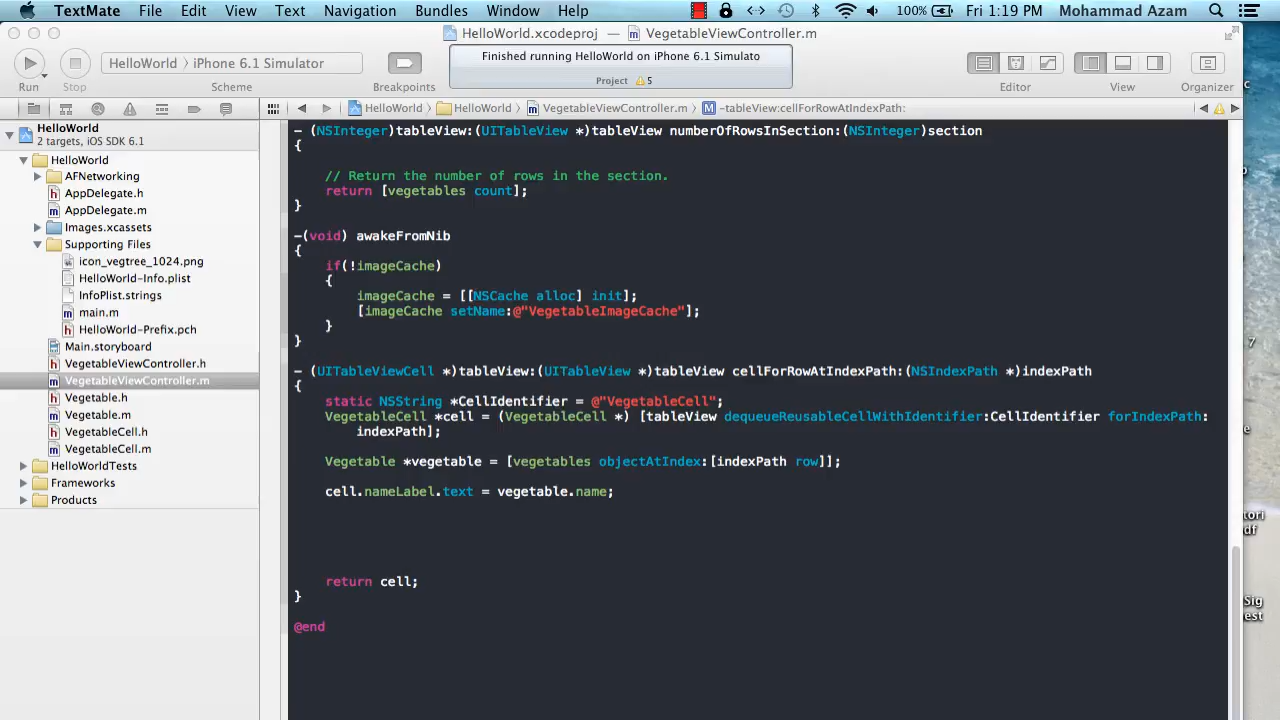 TextMate File Edit View Text Navigation Bundles Window Help 100% Fri 1:19 PM Mohammad Azam
HelloWorld.xcodeproj — VegetableViewController.m
HelloWorld iPhone 6.1 Simulator
Finished running HelloWorld on iPhone 6.1 Simulato
Project 5
Run Stop Scheme Breakpoints Editor View Organizer
HelloWorld HelloWorld VegetableViewController.m M -tableView:cellForRowAtIndexPath:
HelloWorld
2 targets, iOS SDK 6.1
HelloWorld
AFNetworking
AppDelegate.h
AppDelegate.m
Images.xcassets
Supporting Files
icon_vegtree_1024.png
HelloWorld-Info.plist
InfoPlist.strings
main.m
HelloWorld-Prefix.pch
Main.storyboard
VegetableViewController.h
VegetableViewController.m
Vegetable.h
Vegetable.m
VegetableCell.h
VegetableCell.m
HelloWorldTests
Frameworks
Products
- (NSInteger)tableView:(UITableView *)tableView numberOfRowsInSection:(NSInteger)section
{
// Return the number of rows in the section.
return [vegetables count];
}
-(void) awakeFromNib
{
if(!imageCache)
{
imageCache = [[NSCache alloc] init];
[imageCache setName:@"VegetableImageCache"];
}
}
- (UITableViewCell *)tableView:(UITableView *)tableView cellForRowAtIndexPath:(NSIndexPath *)indexPath
{
static NSString *CellIdentifier = @"VegetableCell";
VegetableCell *cell = (VegetableCell *) [tableView dequeueReusableCellWithIdentifier:CellIdentifier forIndexPath:
indexPath];
Vegetable *vegetable = [vegetables objectAtIndex:[indexPath row]];
cell.nameLabel.text = vegetable.name;
return cell;
}
@end
7
tori
df
Sig
est